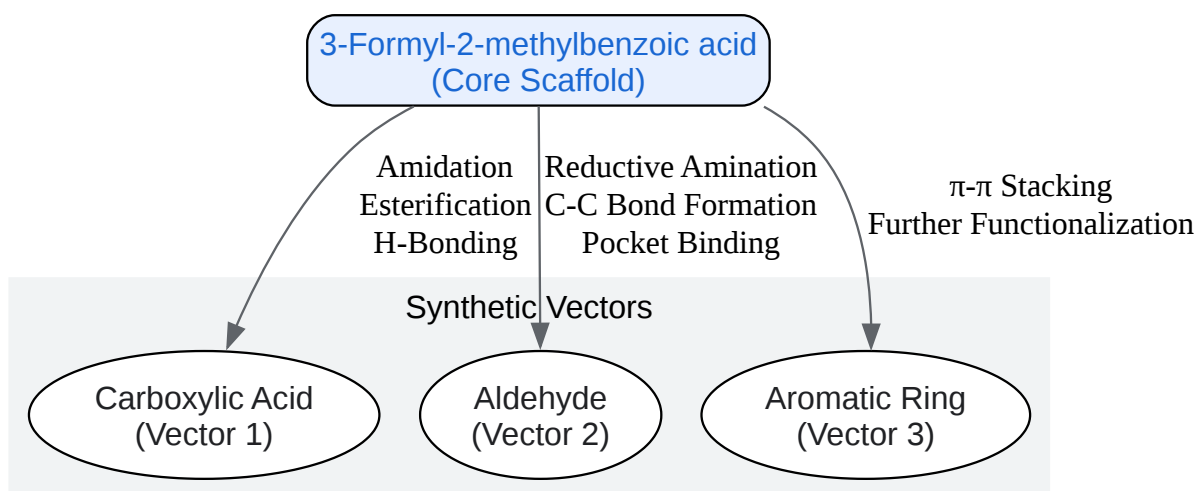 3-Formyl-2-methylbenzoic acid
(Core Scaffold)
Amidation
Esterification
H-Bonding
Reductive Amination
C-C Bond Formation
Pocket Binding
π-π Stacking
Further Functionalization
Synthetic Vectors
Carboxylic Acid
(Vector 1)
Aldehyde
(Vector 2)
Aromatic Ring
(Vector 3)